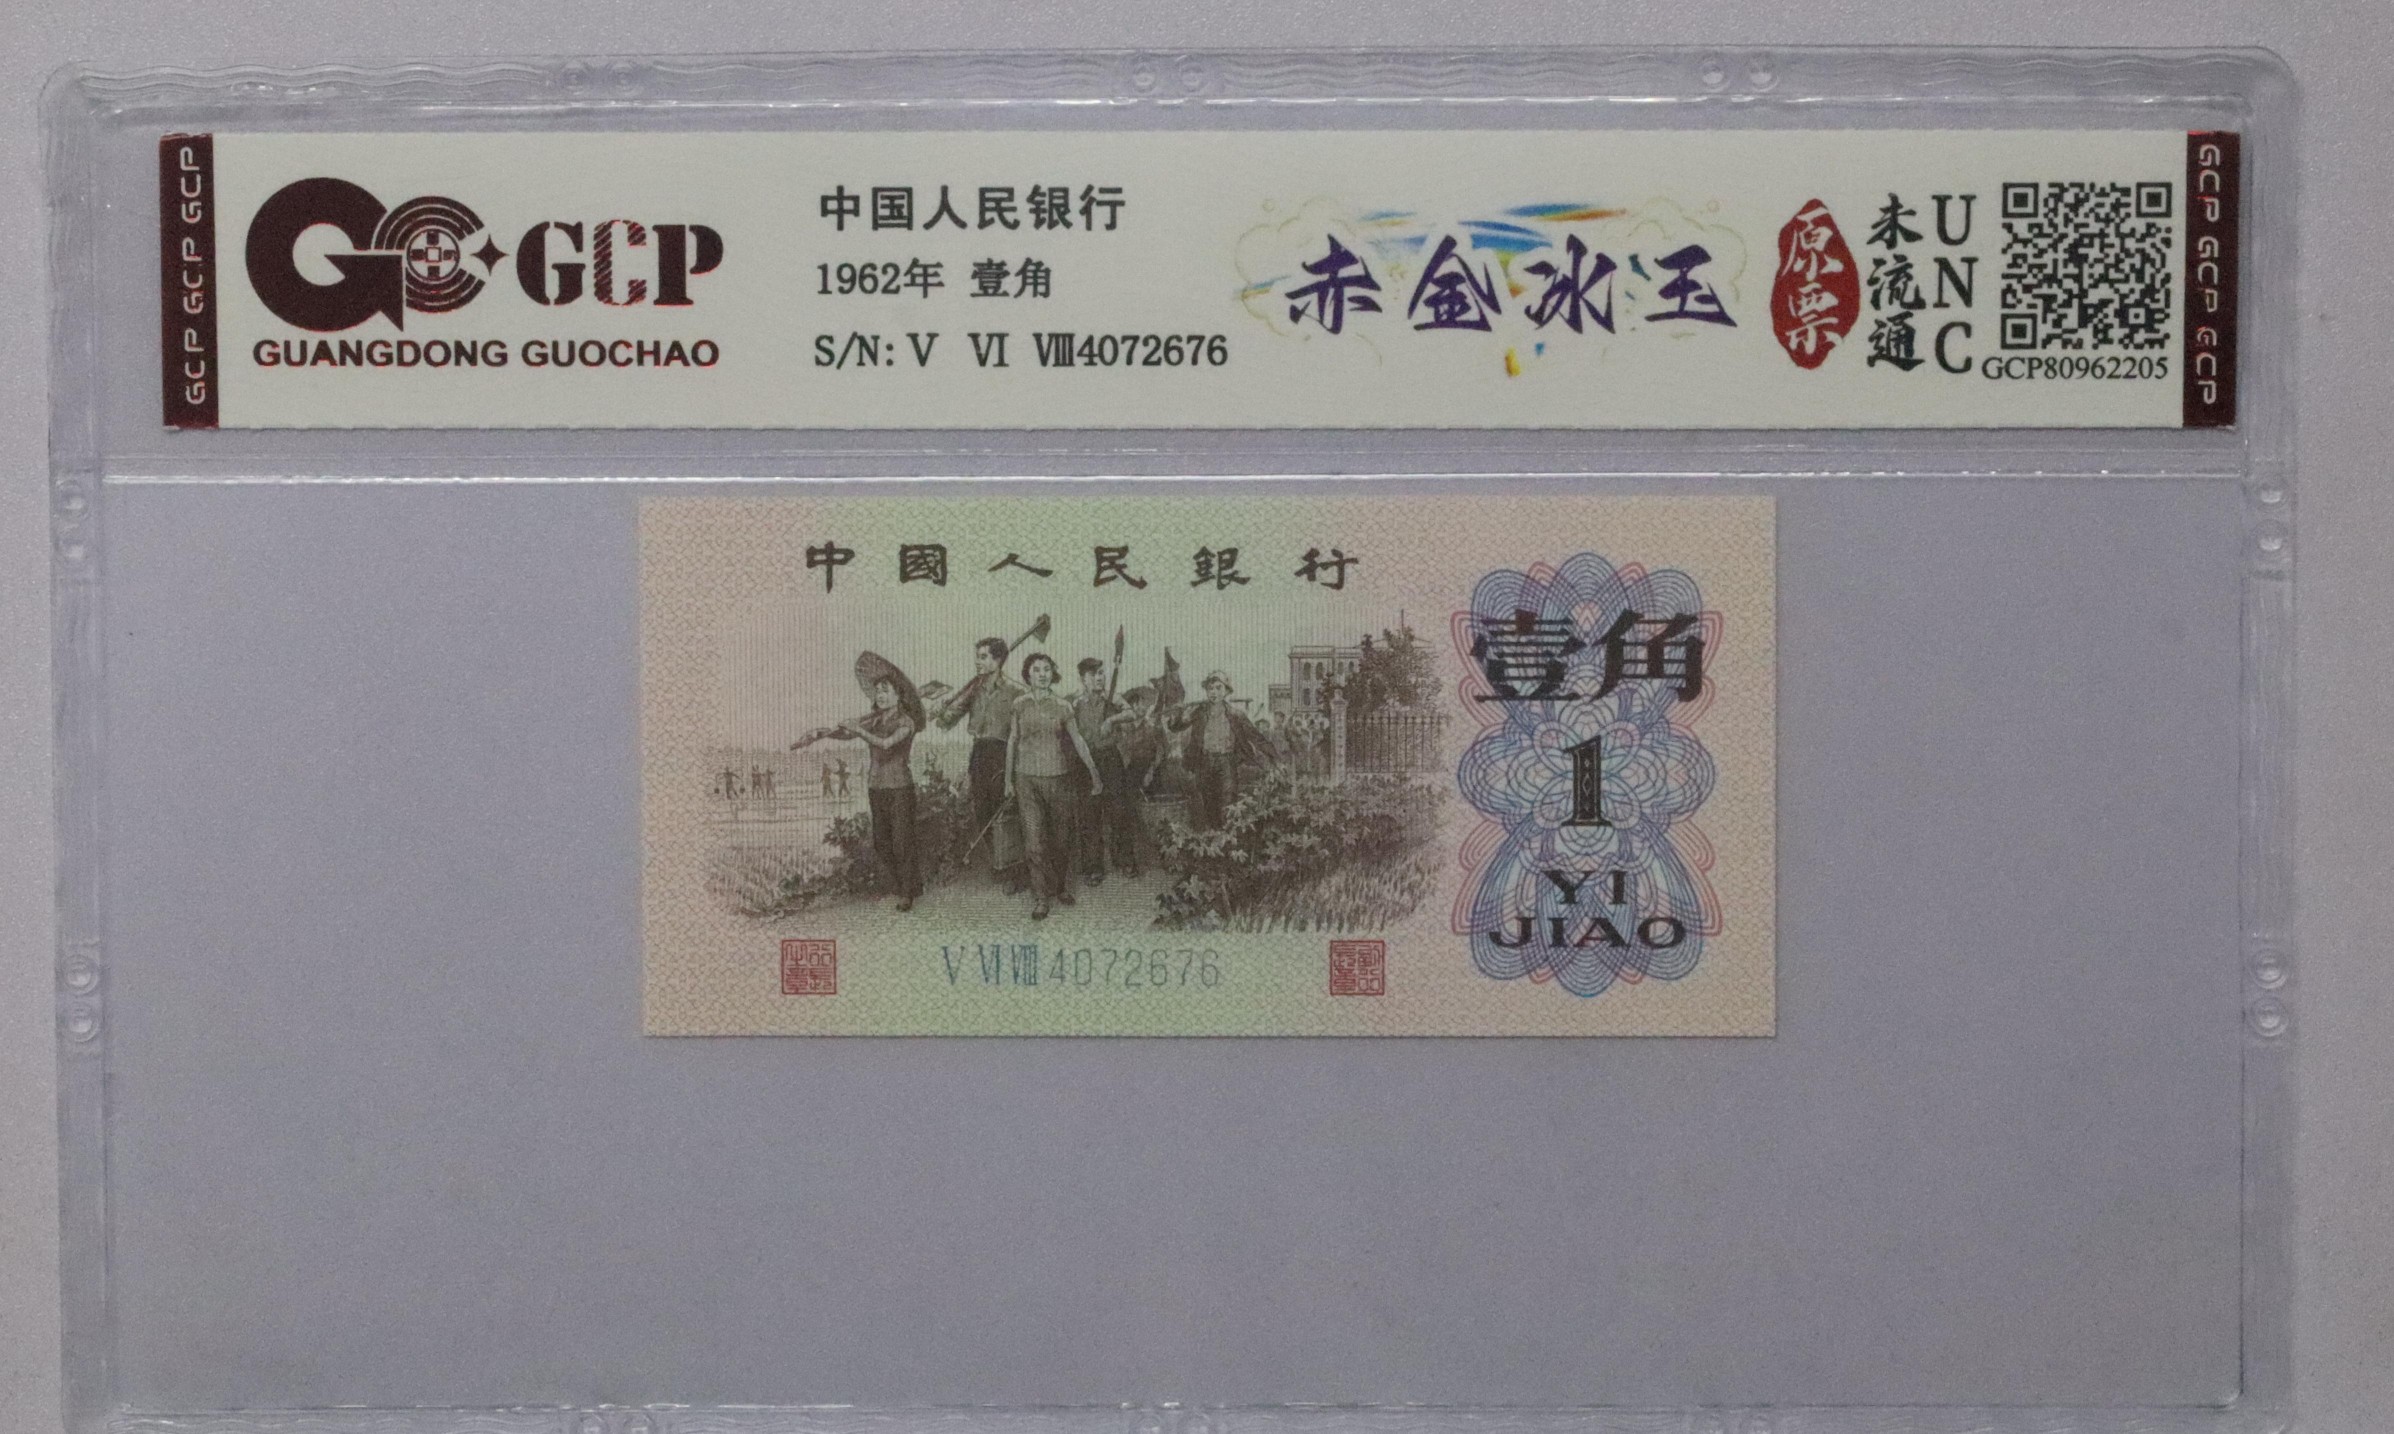 GCP GCP GCP
GCP
GUANGDONG GUOCHAO
中国人民银行
1962年 壹角
S/N: Ⅴ Ⅵ Ⅷ4072676
赤金冰玉
原票
未流通
UNC
GCP80962205
GCP GCP GCP
中國人民銀行
壹角
1
YI
JIAO
Ⅴ Ⅵ Ⅷ 4072676